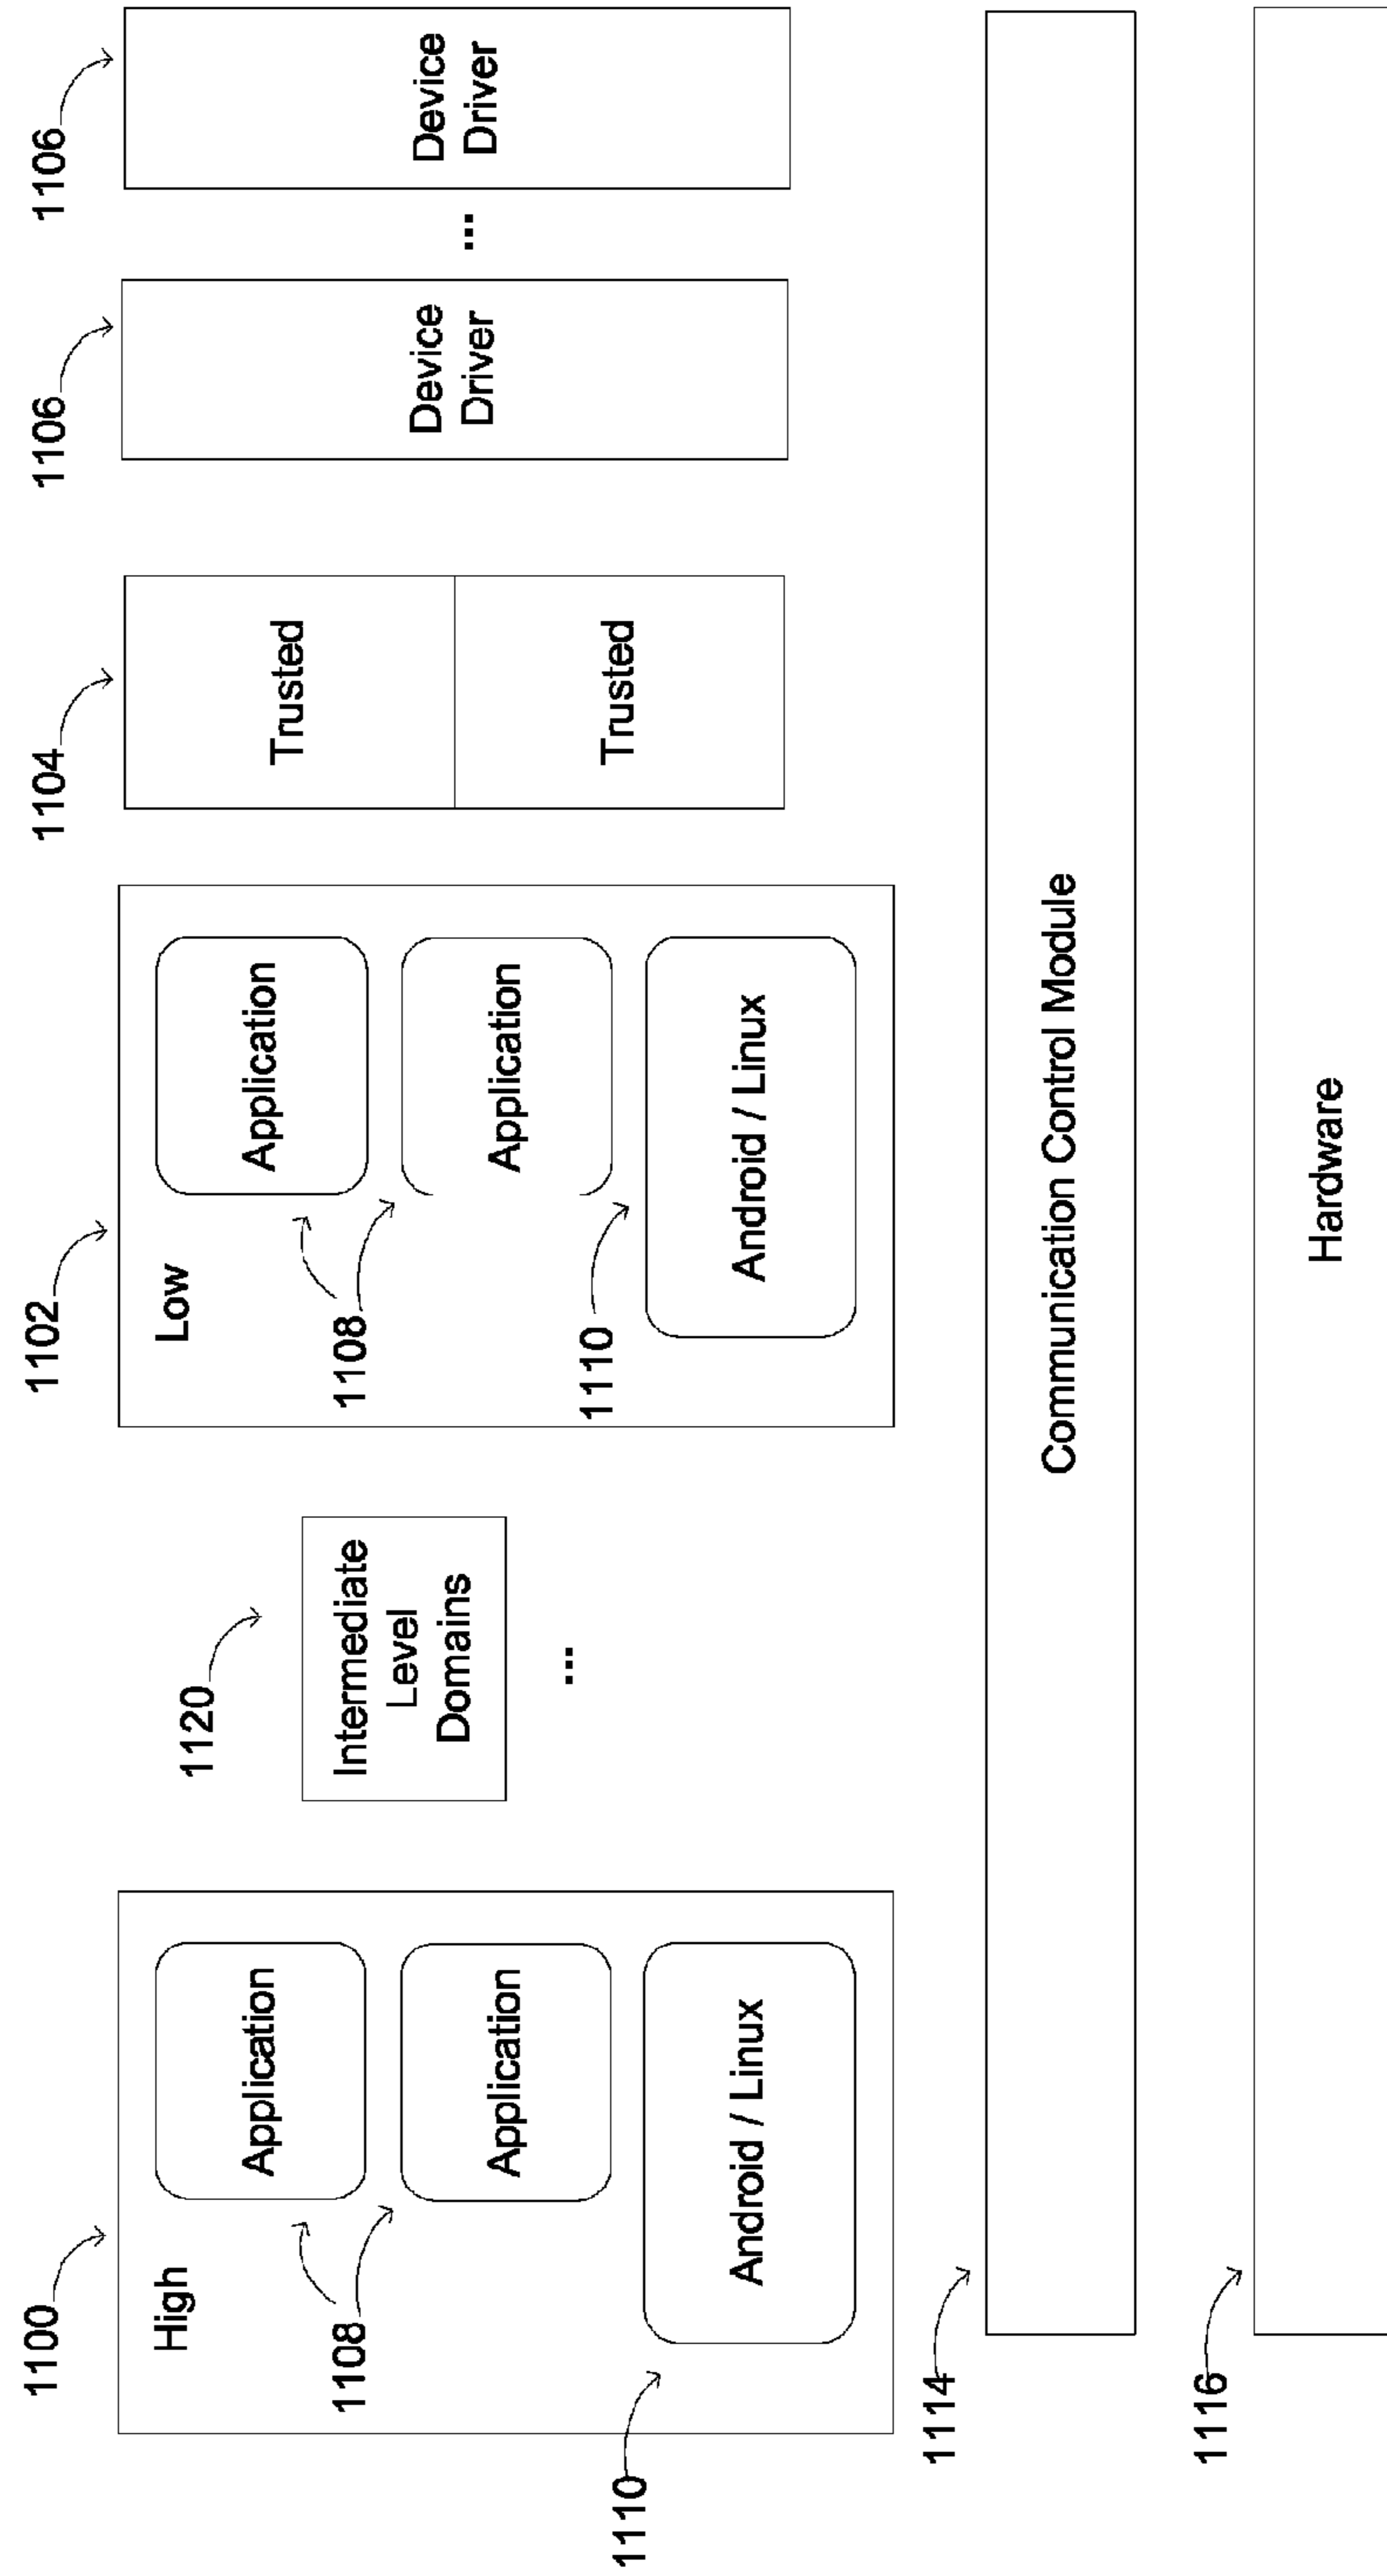 1100
High
1108
Application
Application
1110
Android / Linux
1120
Intermediate
Level
Domains
...
1102
Low
1108
Application
Application
1110
Android / Linux
1104
Trusted
Trusted
1106
Device
Driver
...
1106
Device
Driver
1114
Communication Control Module
1116
Hardware